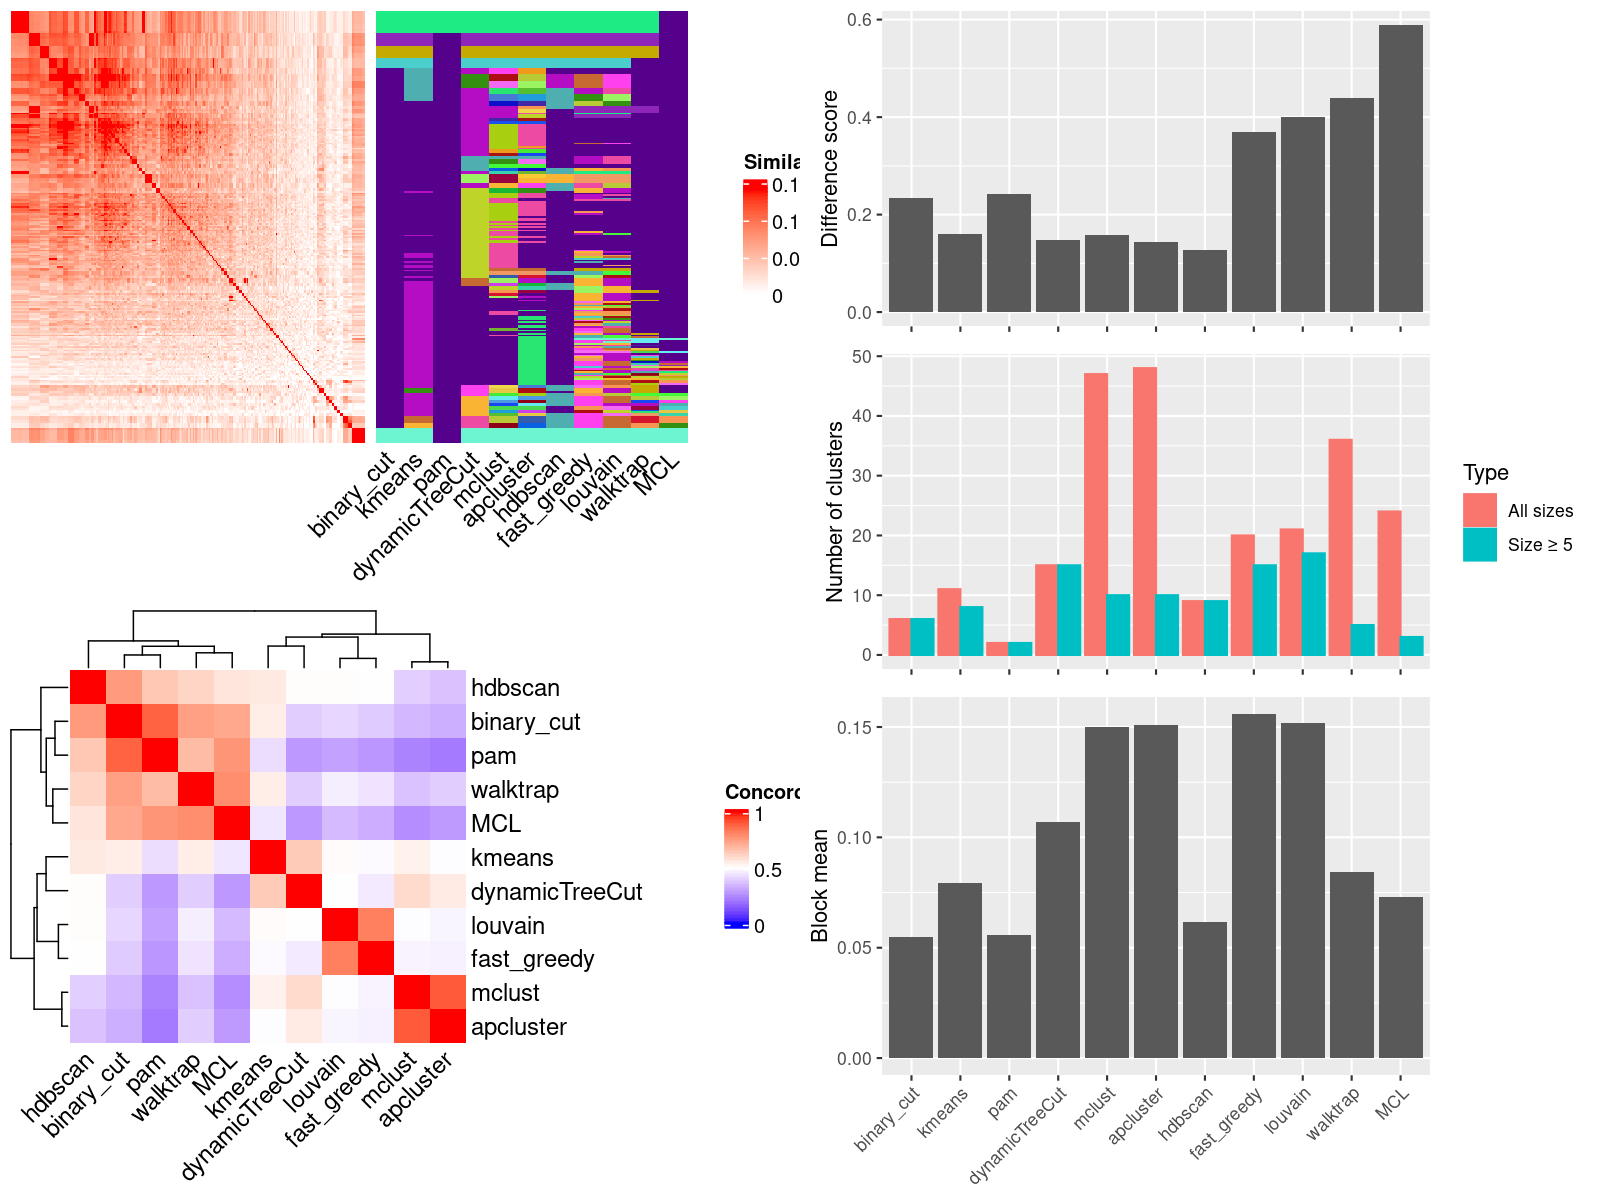 Simila
0.1
0.1
0.0
0
binary_cut
kmeans
pam
dynamicTreeCut
mclust
apcluster
hdbscan
fast_greedy
louvain
walktrap
MCL
hdbscan
binary_cut
pam
walktrap
MCL
kmeans
dynamicTreeCut
louvain
fast_greedy
mclust
apcluster
hdbscan
binary_cut
pam
walktrap
MCL
kmeans
dynamicTreeCut
louvain
fast_greedy
mclust
apcluster
Concord
1
0.5
0
Difference score
0.6
0.4
0.2
0.0
Number of clusters
50
40
30
20
10
0
Type
All sizes
Size ≥ 5
Block mean
0.15
0.10
0.05
0.00
binary_cut
kmeans
pam
dynamicTreeCut
mclust
apcluster
hdbscan
fast_greedy
louvain
walktrap
MCL